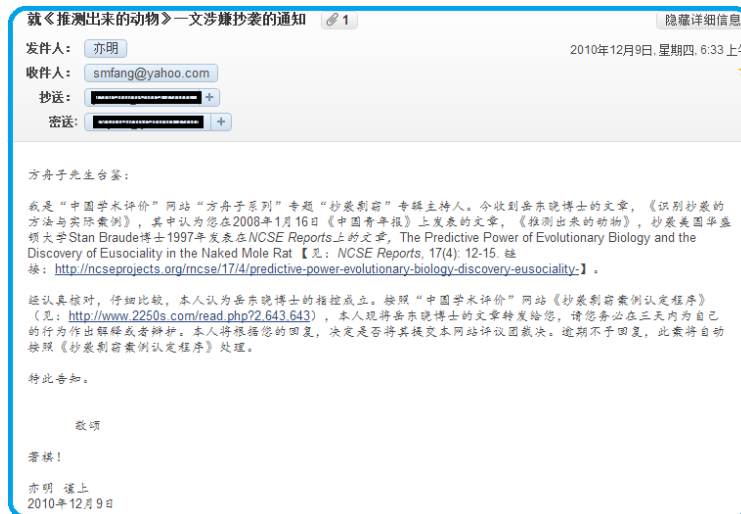 就《推测出来的动物》一文涉嫌抄袭的通知 1 隐藏详细信息
发件人： 亦明 2010年12月9日, 星期四, 6:33 上午
收件人： smfang@yahoo.com
抄送： +
密送： +
方舟子先生台鉴：
我是“中国学术评价”网站“方舟子系列”专题“抄袭剽窃”专辑主持人。今收到岳东晓博士的文章，《识别抄袭的
方法与实际案例》，其中认为您在2008年1月16日《中国青年报》上发表的文章，《推测出来的动物》，抄袭美国华盛
顿大学Stan Braude博士1997年发表在NCSE Reports上的文章，The Predictive Power of Evolutionary Biology and the
Discovery of Eusociality in the Naked Mole Rat【见：NCSE Reports, 17(4): 12-15. 链
接：http://ncseprojects.org/rncse/17/4/predictive-power-evolutionary-biology-discovery-eusociality-】。
经认真核对，仔细比较，本人认为岳东晓博士的指控成立。按照“中国学术评价”网站《抄袭剽窃案例认定程序》
（见：http://www.2250s.com/read.php?2,643,643），本人现将岳东晓博士的文章转发给您，请您务必在三天内为自己
的行为作出解释或者辩护。本人将根据您的回复，决定是否将其提交本网站评议团裁决。逾期不予回复，此案将自动
按照《抄袭剽窃案例认定程序》处理。
特此告知。
敬颂
著祺！
亦明 谨上
2010年12月9日